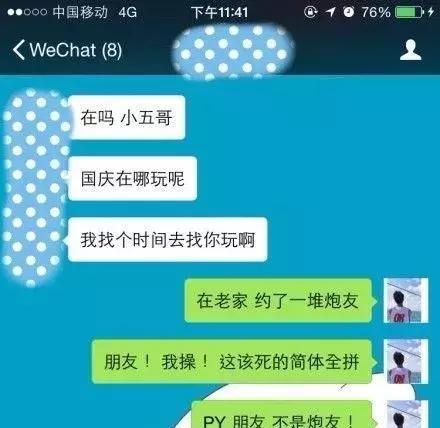 中国移动 4G 下午11:41 76%
WeChat (8)
在吗 小五哥
国庆在哪玩呢
我找个时间去找你玩啊
在老家 约了一堆炮友
朋友！我操！这该死的简体全拼
PY 朋友 不是炮友！